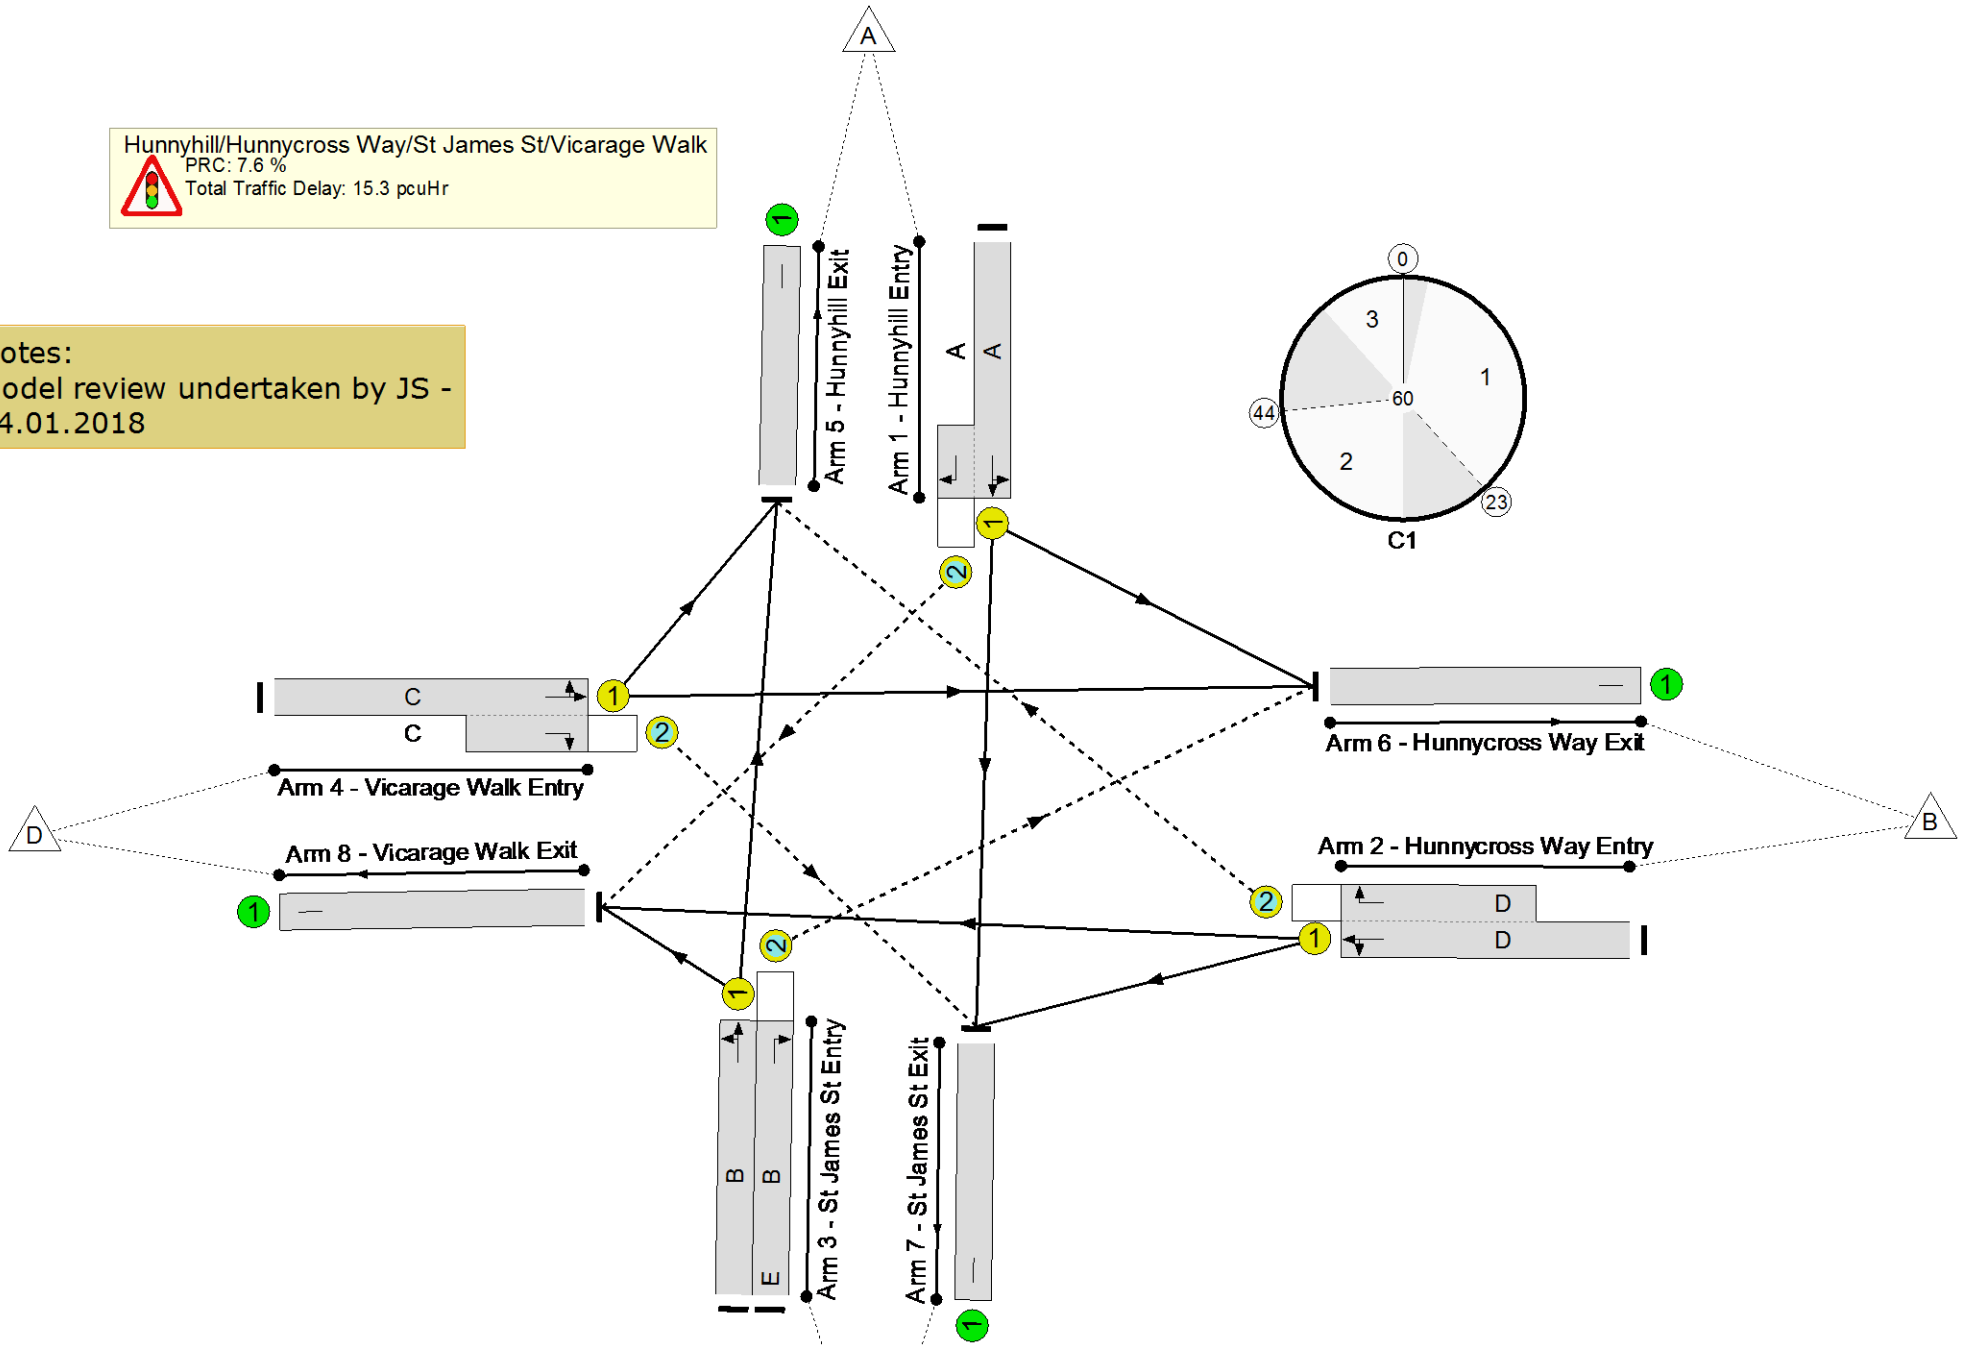 A
Hunnyhill/Hunnycross Way/St James St/Vicarage Walk
PRC: 7.6 %
Total Traffic Delay: 15.3 pcuHr
otes:
odel review undertaken by JS -
4.01.2018
1
Arm 5 - Hunnyhill Exit
Arm 1 - Hunnyhill Entry
A
A
1
2
0
3
1
60
44
2
23
C1
C
C
1
2
Arm 4 - Vicarage Walk Entry
D
Arm 8 - Vicarage Walk Exit
1
1
Arm 6 - Hunnycross Way Exit
B
Arm 2 - Hunnycross Way Entry
2
D
1
D
2
1
B
B
E
Arm 3 - St James St Entry
Arm 7 - St James St Exit
1